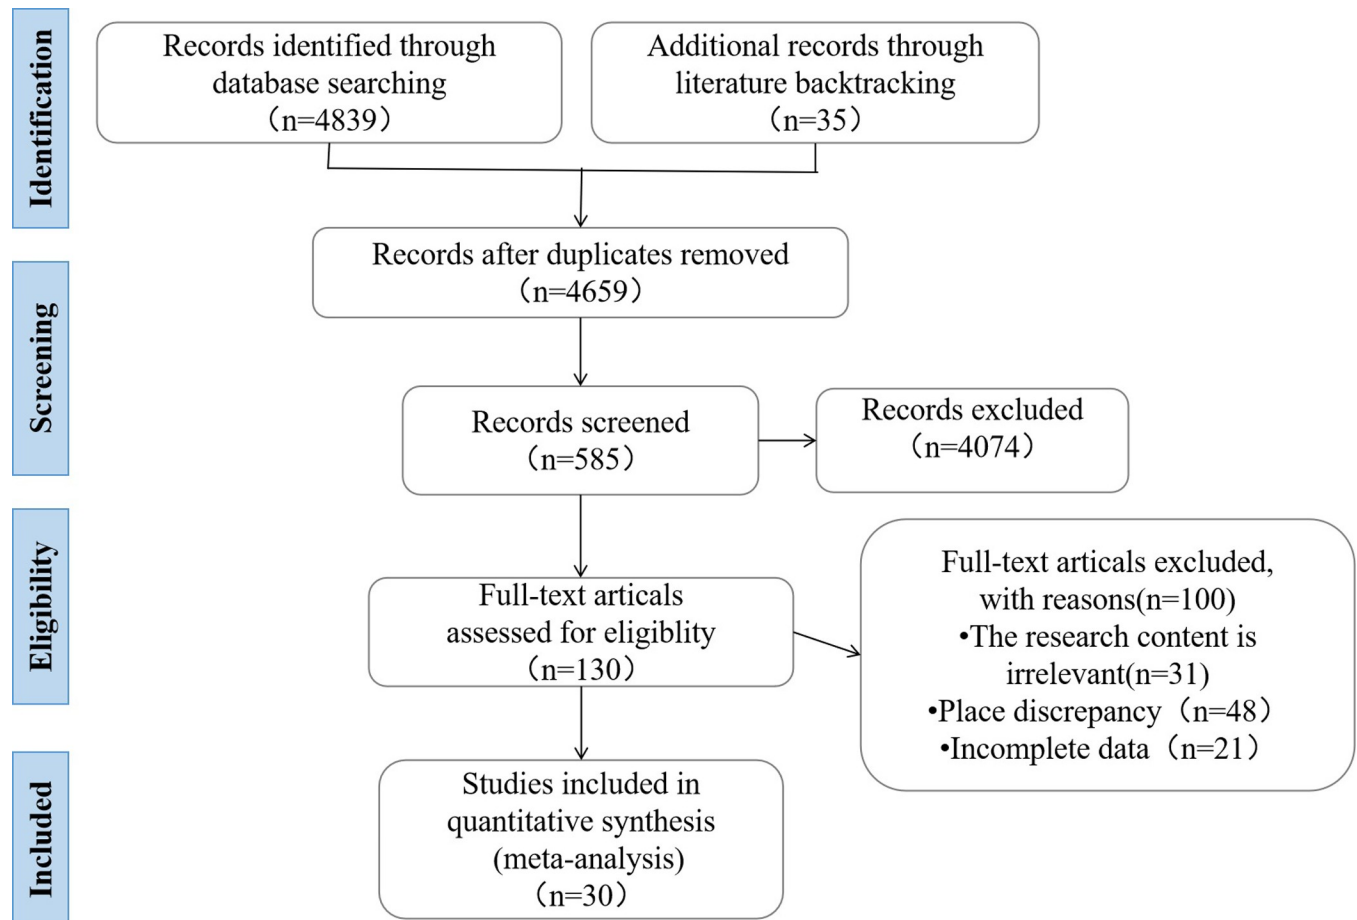 Identification
Records identified through
database searching
（n=4839）
Additional records through
literature backtracking
（n=35）
Records after duplicates removed
（n=4659）
Screening
Records screened
（n=585）
Records excluded
（n=4074）
Eligibility
Full-text articals
assessed for eligiblity
（n=130）
Full-text articals excluded,
with reasons(n=100)
•The research content is
irrelevant(n=31)
•Place discrepancy（n=48）
•Incomplete data（n=21）
Included
Studies included in
quantitative synthesis
(meta-analysis)
（n=30）